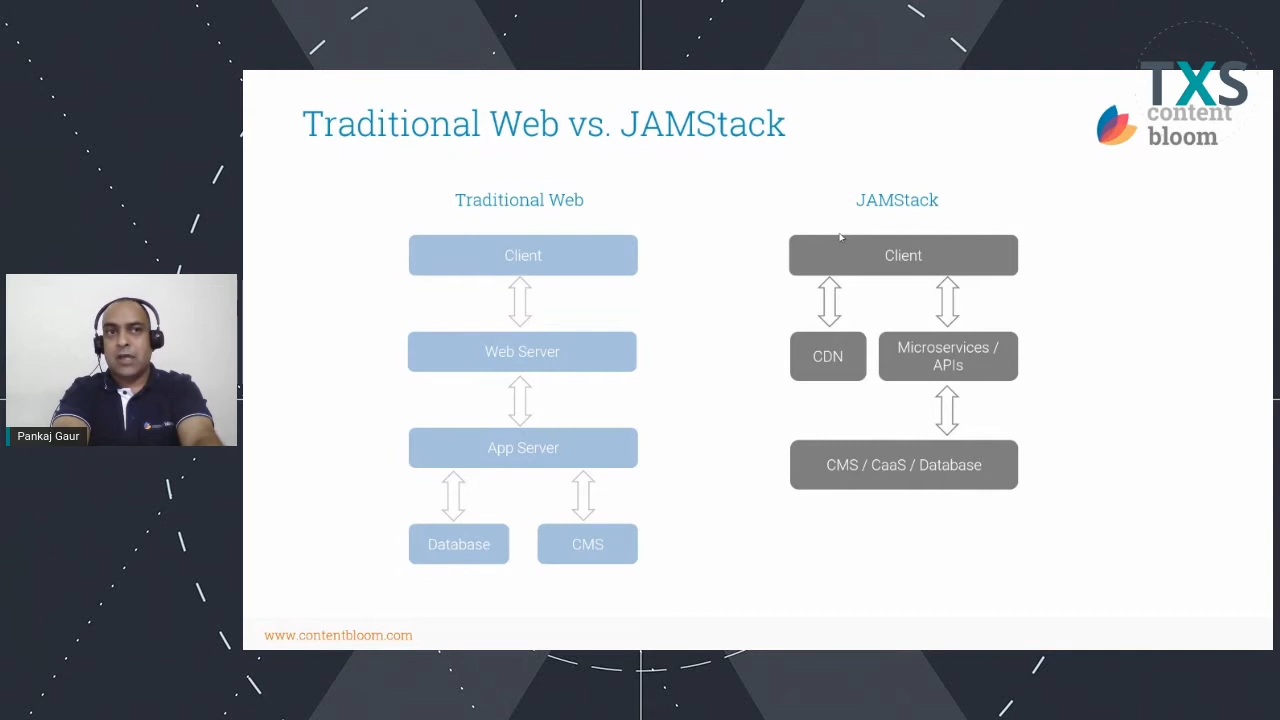 TXS
content
bloom
Traditional Web vs. JAMStack
Traditional Web
Client
Web Server
App Server
Database
CMS
JAMStack
Client
CDN
Microservices /
APIs
CMS / CaaS / Database
Pankaj Gaur
www.contentbloom.com